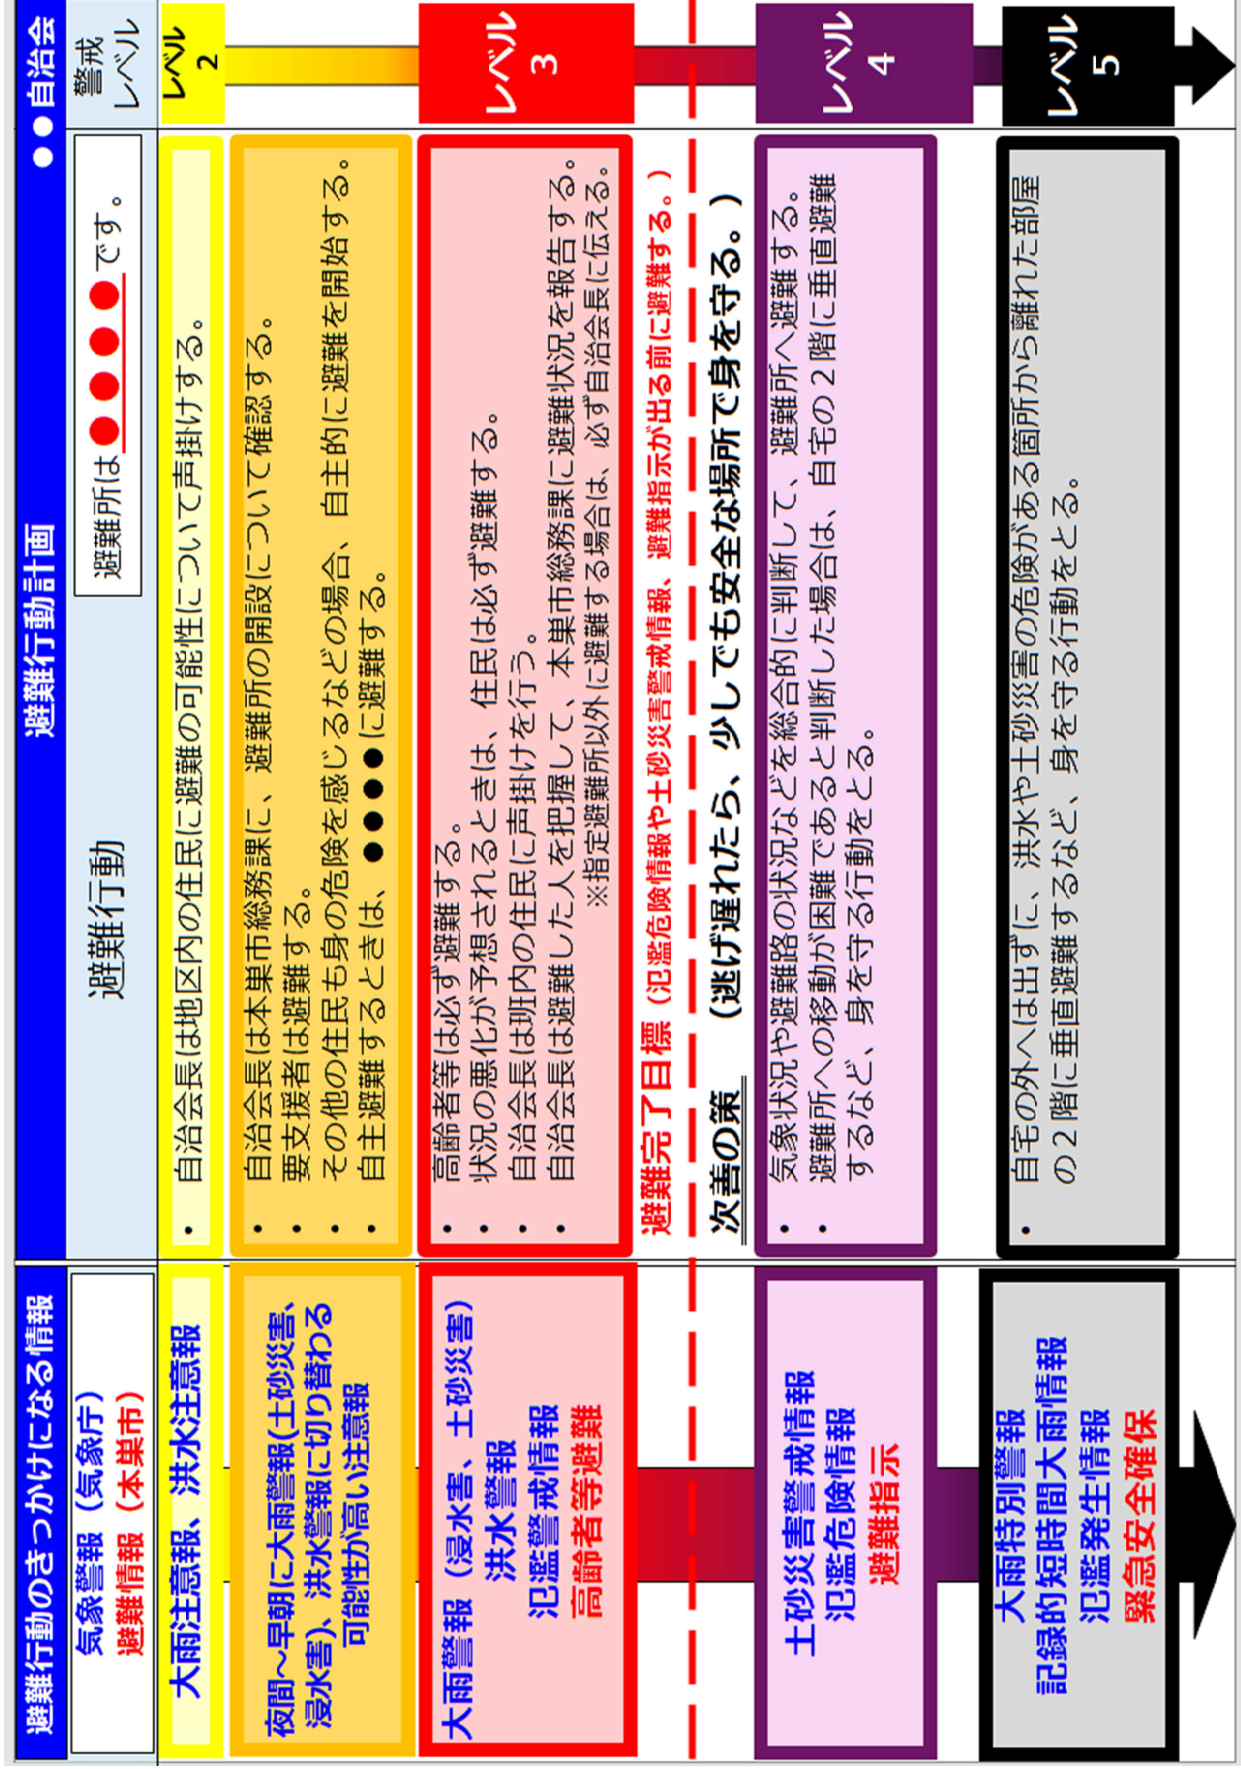 避難行動のきっかけになる情報
避難行動計画
●●自治会
気象警報（気象庁）
避難情報（本巣市）
避難行動
避難所は●●●●です。
警戒
レベル
大雨注意報、洪水注意報
• 自治会長は地区内の住民に避難の可能性について声掛けする。
レベル
2
夜間～早朝に大雨警報(土砂災害、
浸水害)、洪水警報に切り替わる
可能性が高い注意報
• 自治会長は本巣市総務課に、避難所の開設について確認する。
• 要支援者は避難する。
• その他の住民も身の危険を感じるなどの場合、自主的に避難を開始する。
• 自主避難するときは、●●●●に避難する。
大雨警報（浸水害、土砂災害）
洪水警報
氾濫警戒情報
高齢者等避難
• 高齢者等は必ず避難する。
• 状況の悪化が予想されるときは、住民は必ず避難する。
• 自治会長は班内の住民に声掛けを行う。
• 自治会長は避難した人を把握して、本巣市総務課に避難状況を報告する。
※指定避難所以外に避難する場合は、必ず自治会長に伝える。
レベル
3
避難完了目標（氾濫危険情報や土砂災害警戒情報、避難指示が出る前に避難する。）
次善の策　（逃げ遅れたら、少しでも安全な場所で身を守る。）
土砂災害警戒情報
氾濫危険情報
避難指示
• 気象状況や避難路の状況などを総合的に判断して、避難所へ避難する。
• 避難所への移動が困難であると判断した場合は、自宅の２階に垂直避難
するなど、身を守る行動をとる。
レベル
4
大雨特別警報
記録的短時間大雨情報
氾濫発生情報
緊急安全確保
• 自宅の外へは出ずに、洪水や土砂災害の危険がある箇所から離れた部屋
の２階に垂直避難するなど、身を守る行動をとる。
レベル
5